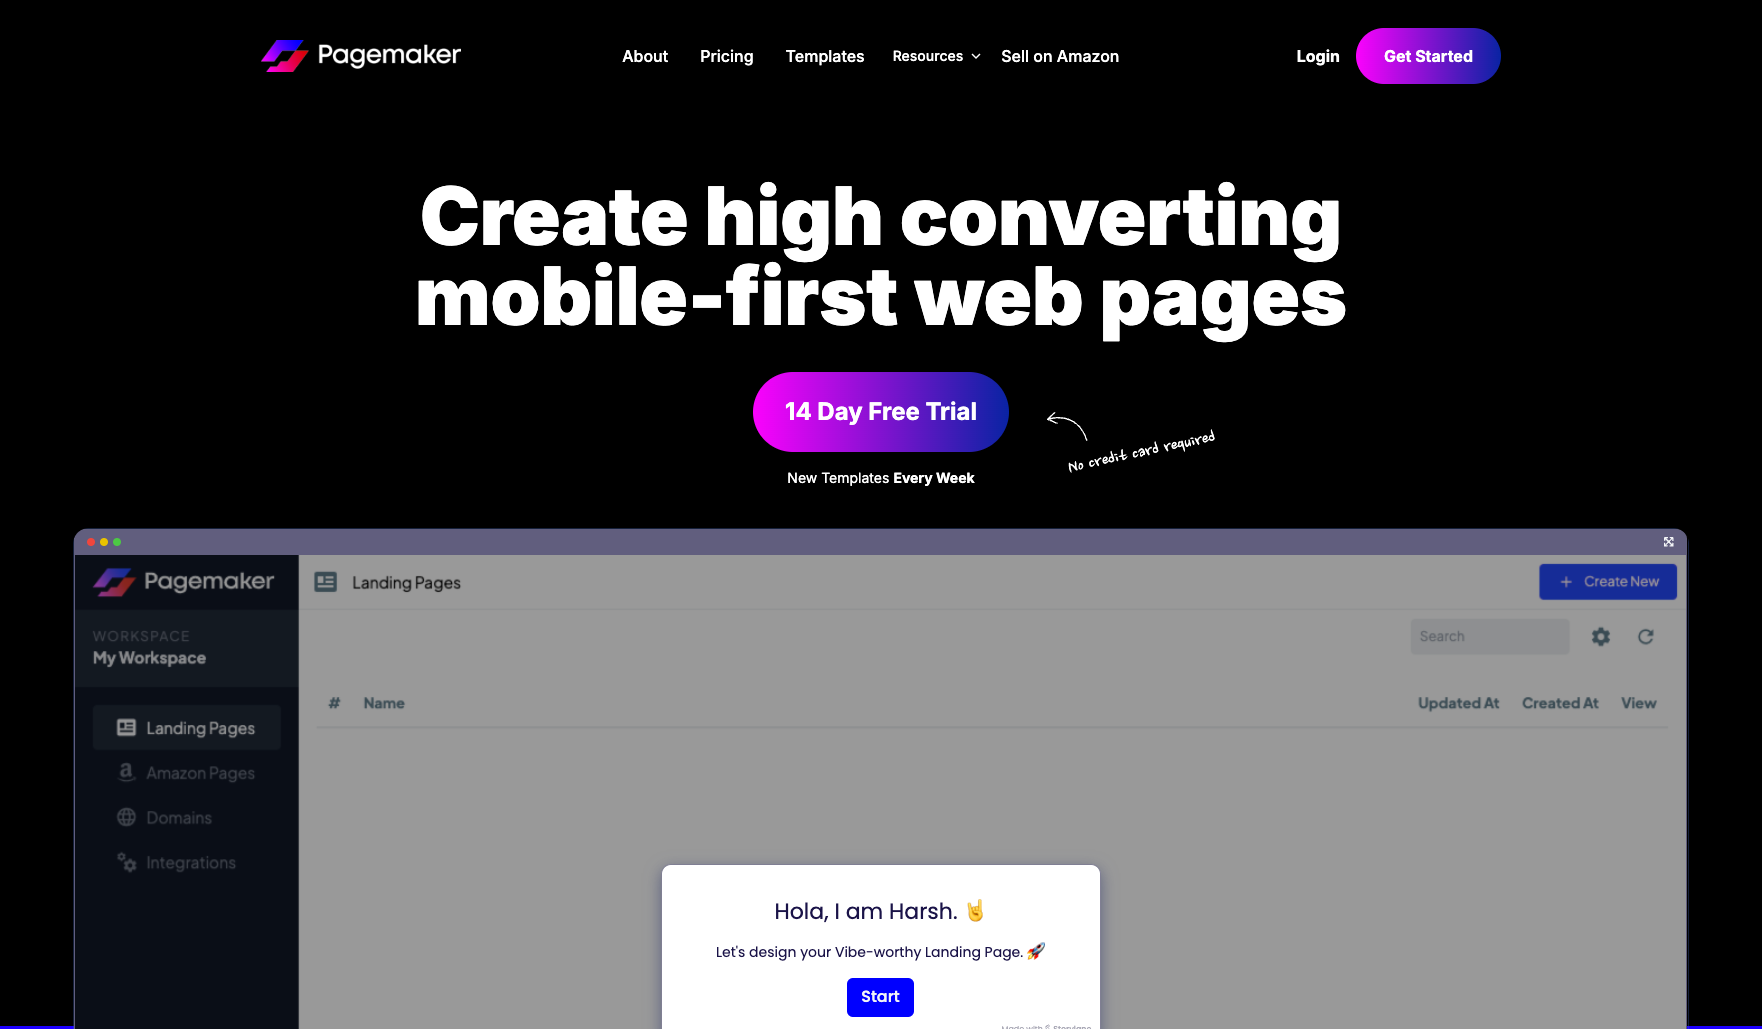 Pagemaker
About
Pricing
Templates
Resources
Sell on Amazon
Login
Get Started
Create high converting
mobile-first web pages
14 Day Free Trial
No credit card required
New Templates Every Week
Pagemaker
Landing Pages
+ Create New
WORKSPACE
My Workspace
Search
# Name
Updated At
Created At
View
Landing Pages
Amazon Pages
Domains
Integrations
Hola, I am Harsh. 🤘
Let's design your Vibe-worthy Landing Page. 🚀
Start